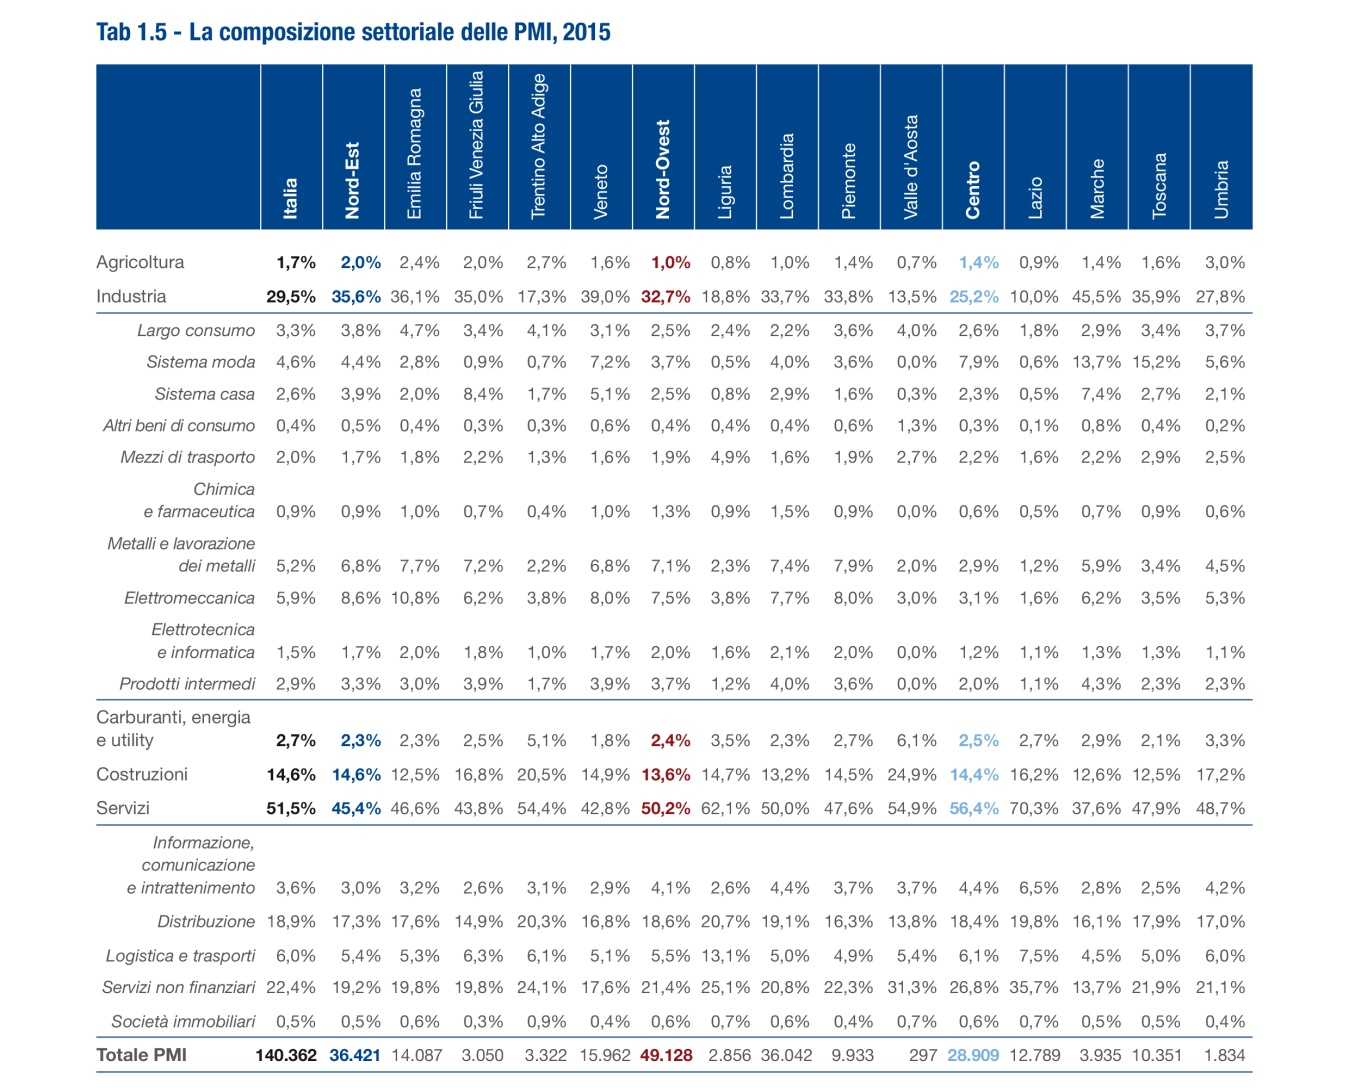 Tab 1.5 - La composizione settoriale delle PMI, 2015
Italia Nord-Est Emilia Romagna Friuli Venezia Giulia Trentino Alto Adige Veneto Nord-Ovest Liguria Lombardia Piemonte Valle d'Aosta Centro Lazio Marche Toscana Umbria
Agricoltura 1,7% 2,0% 2,4% 2,0% 2,7% 1,6% 1,0% 0,8% 1,0% 1,4% 0,7% 1,4% 0,9% 1,4% 1,6% 3,0%
Industria 29,5% 35,6% 36,1% 35,0% 17,3% 39,0% 32,7% 18,8% 33,7% 33,8% 13,5% 25,2% 10,0% 45,5% 35,9% 27,8%
Largo consumo 3,3% 3,8% 4,7% 3,4% 4,1% 3,1% 2,5% 2,4% 2,2% 3,6% 4,0% 2,6% 1,8% 2,9% 3,4% 3,7%
Sistema moda 4,6% 4,4% 2,8% 0,9% 0,7% 7,2% 3,7% 0,5% 4,0% 3,6% 0,0% 7,9% 0,6% 13,7% 15,2% 5,6%
Sistema casa 2,6% 3,9% 2,0% 8,4% 1,7% 5,1% 2,5% 0,8% 2,9% 1,6% 0,3% 2,3% 0,5% 7,4% 2,7% 2,1%
Altri beni di consumo 0,4% 0,5% 0,4% 0,3% 0,3% 0,6% 0,4% 0,4% 0,4% 0,6% 1,3% 0,3% 0,1% 0,8% 0,4% 0,2%
Mezzi di trasporto 2,0% 1,7% 1,8% 2,2% 1,3% 1,6% 1,9% 4,9% 1,6% 1,9% 2,7% 2,2% 1,6% 2,2% 2,9% 2,5%
Chimica
e farmaceutica 0,9% 0,9% 1,0% 0,7% 0,4% 1,0% 1,3% 0,9% 1,5% 0,9% 0,0% 0,6% 0,5% 0,7% 0,9% 0,6%
Metalli e lavorazione
dei metalli 5,2% 6,8% 7,7% 7,2% 2,2% 6,8% 7,1% 2,3% 7,4% 7,9% 2,0% 2,9% 1,2% 5,9% 3,4% 4,5%
Elettromeccanica 5,9% 8,6% 10,8% 6,2% 3,8% 8,0% 7,5% 3,8% 7,7% 8,0% 3,0% 3,1% 1,6% 6,2% 3,5% 5,3%
Elettrotecnica
e informatica 1,5% 1,7% 2,0% 1,8% 1,0% 1,7% 2,0% 1,6% 2,1% 2,0% 0,0% 1,2% 1,1% 1,3% 1,3% 1,1%
Prodotti intermedi 2,9% 3,3% 3,0% 3,9% 1,7% 3,9% 3,7% 1,2% 4,0% 3,6% 0,0% 2,0% 1,1% 4,3% 2,3% 2,3%
Carburanti, energia
e utility 2,7% 2,3% 2,3% 2,5% 5,1% 1,8% 2,4% 3,5% 2,3% 2,7% 6,1% 2,5% 2,7% 2,9% 2,1% 3,3%
Costruzioni 14,6% 14,6% 12,5% 16,8% 20,5% 14,9% 13,6% 14,7% 13,2% 14,5% 24,9% 14,4% 16,2% 12,6% 12,5% 17,2%
Servizi 51,5% 45,4% 46,6% 43,8% 54,4% 42,8% 50,2% 62,1% 50,0% 47,6% 54,9% 56,4% 70,3% 37,6% 47,9% 48,7%
Informazione,
comunicazione
e intrattenimento 3,6% 3,0% 3,2% 2,6% 3,1% 2,9% 4,1% 2,6% 4,4% 3,7% 3,7% 4,4% 6,5% 2,8% 2,5% 4,2%
Distribuzione 18,9% 17,3% 17,6% 14,9% 20,3% 16,8% 18,6% 20,7% 19,1% 16,3% 13,8% 18,4% 19,8% 16,1% 17,9% 17,0%
Logistica e trasporti 6,0% 5,4% 5,3% 6,3% 6,1% 5,1% 5,5% 13,1% 5,0% 4,9% 5,4% 6,1% 7,5% 4,5% 5,0% 6,0%
Servizi non finanziari 22,4% 19,2% 19,8% 19,8% 24,1% 17,6% 21,4% 25,1% 20,8% 22,3% 31,3% 26,8% 35,7% 13,7% 21,9% 21,1%
Società immobiliari 0,5% 0,5% 0,6% 0,3% 0,9% 0,4% 0,6% 0,7% 0,6% 0,4% 0,7% 0,6% 0,7% 0,5% 0,5% 0,4%
Totale PMI 140.362 36.421 14.087 3.050 3.322 15.962 49.128 2.856 36.042 9.933 297 28.909 12.789 3.935 10.351 1.834